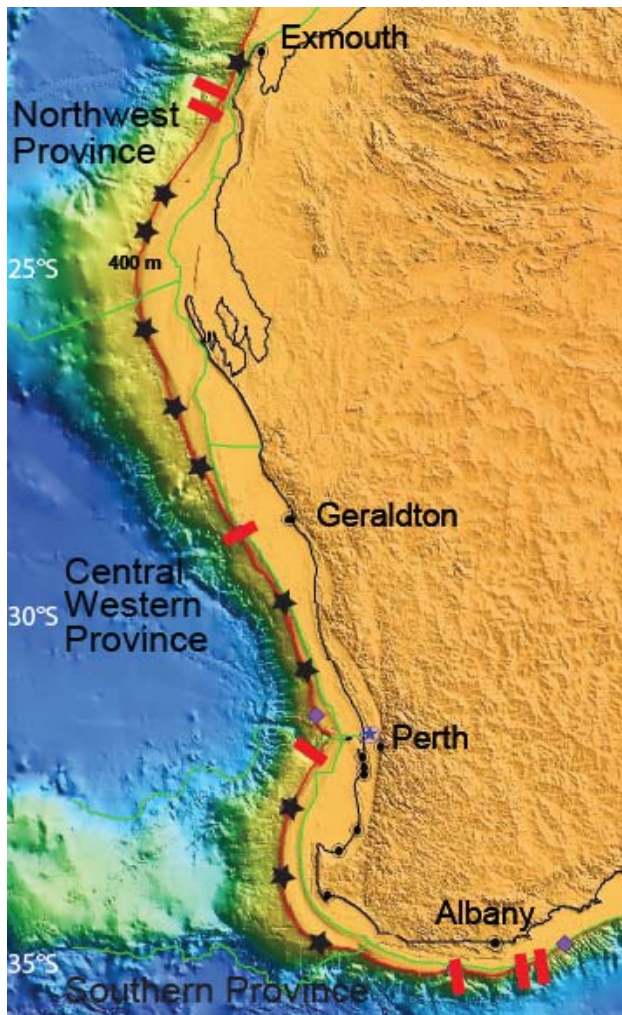 Exmouth
Northwest
Province
25°S
400 m
Geraldton
Central
Western
Province
30°S
Perth
Albany
35°S
Southern Province